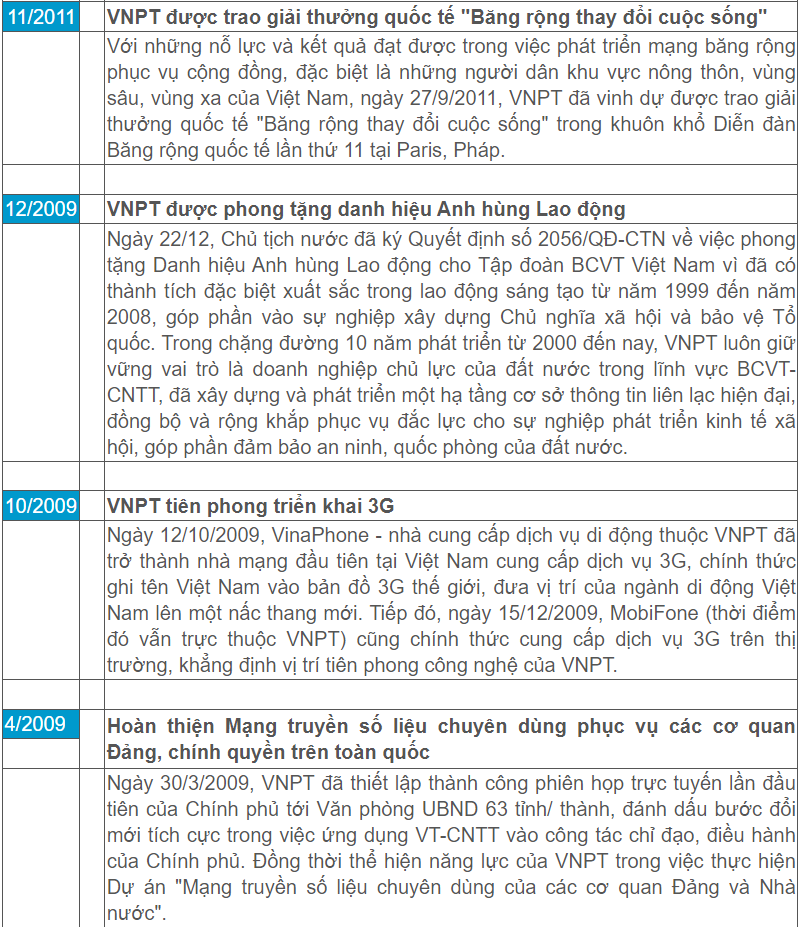 11/2011 VNPT được trao giải thưởng quốc tế "Băng rộng thay đổi cuộc sống"
Với những nỗ lực và kết quả đạt được trong việc phát triển mạng băng rộng
phục vụ cộng đồng, đặc biệt là những người dân khu vực nông thôn, vùng
sâu, vùng xa của Việt Nam, ngày 27/9/2011, VNPT đã vinh dự được trao giải
thưởng quốc tế "Băng rộng thay đổi cuộc sống" trong khuôn khổ Diễn đàn
Băng rộng quốc tế lần thứ 11 tại Paris, Pháp.
12/2009 VNPT được phong tặng danh hiệu Anh hùng Lao động
Ngày 22/12, Chủ tịch nước đã ký Quyết định số 2056/QĐ-CTN về việc phong
tặng Danh hiệu Anh hùng Lao động cho Tập đoàn BCVT Việt Nam vì đã có
thành tích đặc biệt xuất sắc trong lao động sáng tạo từ năm 1999 đến năm
2008, góp phần vào sự nghiệp xây dựng Chủ nghĩa xã hội và bảo vệ Tổ
quốc. Trong chặng đường 10 năm phát triển từ 2000 đến nay, VNPT luôn giữ
vững vai trò là doanh nghiệp chủ lực của đất nước trong lĩnh vực BCVT-
CNTT, đã xây dựng và phát triển một hạ tầng cơ sở thông tin liên lạc hiện đại,
đồng bộ và rộng khắp phục vụ đắc lực cho sự nghiệp phát triển kinh tế xã
hội, góp phần đảm bảo an ninh, quốc phòng của đất nước.
10/2009 VNPT tiên phong triển khai 3G
Ngày 12/10/2009, VinaPhone - nhà cung cấp dịch vụ di động thuộc VNPT đã
trở thành nhà mạng đầu tiên tại Việt Nam cung cấp dịch vụ 3G, chính thức
ghi tên Việt Nam vào bản đồ 3G thế giới, đưa vị trí của ngành di động Việt
Nam lên một nấc thang mới. Tiếp đó, ngày 15/12/2009, MobiFone (thời điểm
đó vẫn trực thuộc VNPT) cũng chính thức cung cấp dịch vụ 3G trên thị
trường, khẳng định vị trí tiên phong công nghệ của VNPT.
4/2009 Hoàn thiện Mạng truyền số liệu chuyên dùng phục vụ các cơ quan
Đảng, chính quyền trên toàn quốc
Ngày 30/3/2009, VNPT đã thiết lập thành công phiên họp trực tuyến lần đầu
tiên của Chính phủ tới Văn phòng UBND 63 tỉnh/ thành, đánh dấu bước đổi
mới tích cực trong việc ứng dụng VT-CNTT vào công tác chỉ đạo, điều hành
của Chính phủ. Đồng thời thể hiện năng lực của VNPT trong việc thực hiện
Dự án "Mạng truyền số liệu chuyên dùng của các cơ quan Đảng và Nhà
nước".